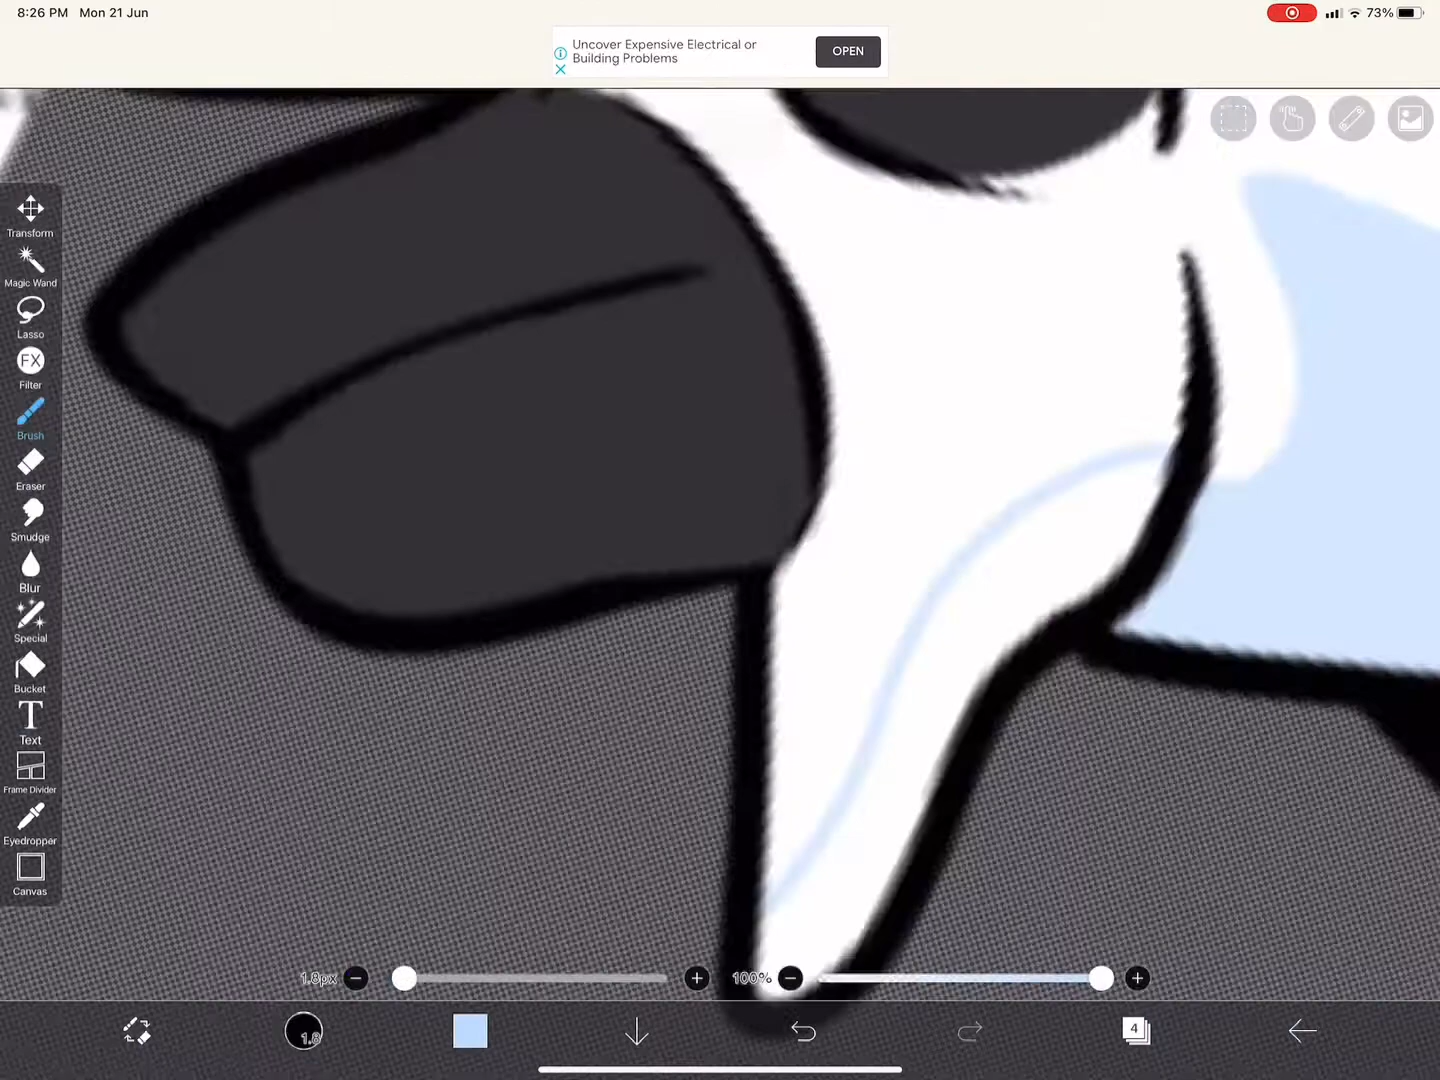 8:26 PM Mon 21 Jun
73%
Uncover Expensive Electrical or
Building Problems
OPEN
Transform
Magic Wand
Lasso
FX
Filter
Brush
Eraser
Smudge
Blur
Special
Bucket
T
Text
Frame Divider
Eyedropper
Canvas
1.8px
100%
1.8
4